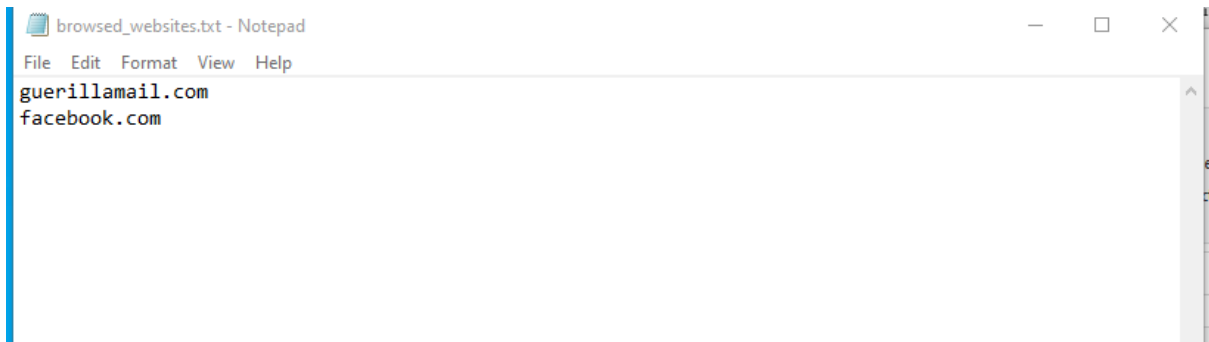 browsed_websites.txt - Notepad
File Edit Format View Help
guerillamail.com
facebook.com